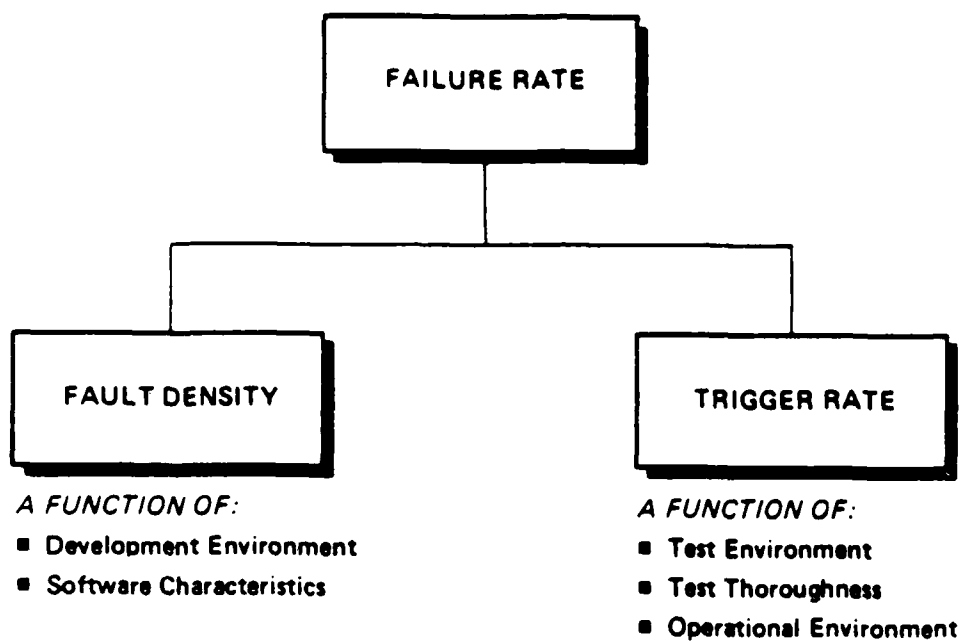 FAILURE RATE
FAULT DENSITY
A FUNCTION OF:
■ Development Environment
■ Software Characteristics
TRIGGER RATE
A FUNCTION OF:
■ Test Environment
■ Test Thoroughness
■ Operational Environment